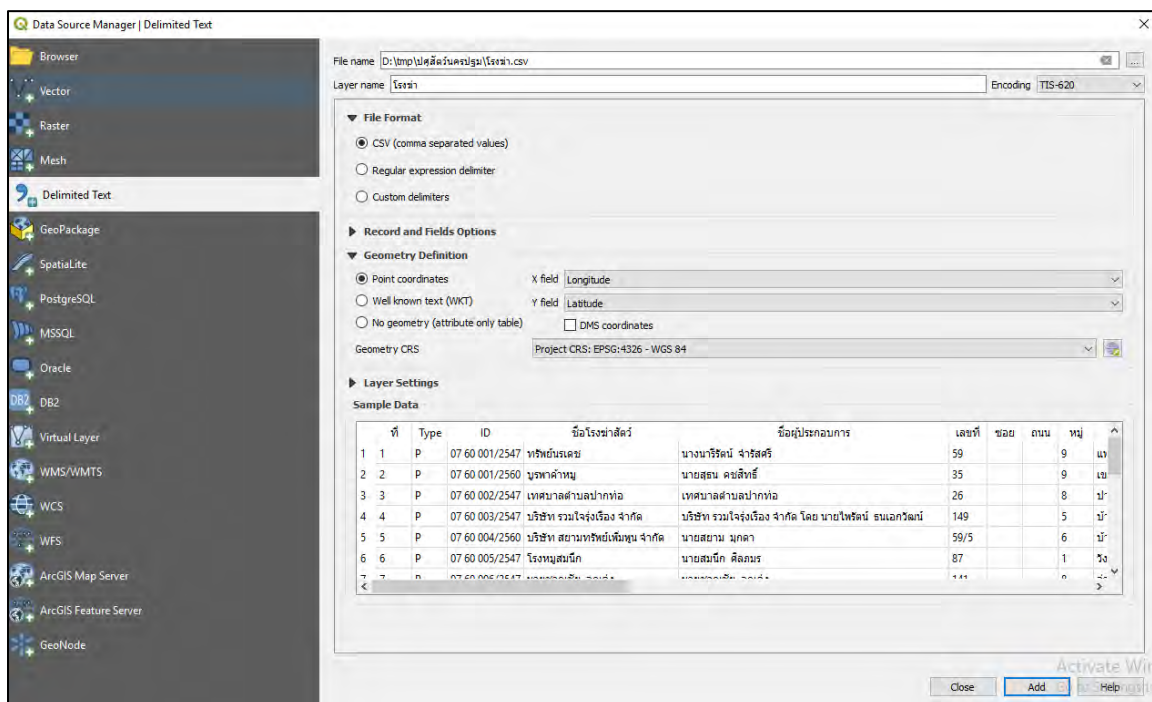 Data Source Manager | Delimited Text
Browser
Vector
Raster
Mesh
Delimited Text
GeoPackage
SpatiaLite
PostgreSQL
MSSQL
Oracle
DB2 DB2
Virtual Layer
WMS/WMTS
WCS
WFS
ArcGIS Map Server
ArcGIS Feature Server
GeoNode
File name D:\tmp\ปศุสัตว์นครปฐม\โรงฆ่า.csv
Layer name โรงฆ่า Encoding TIS-620
File Format
CSV (comma separated values)
Regular expression delimiter
Custom delimiters
Record and Fields Options
Geometry Definition
Point coordinates X field Longitude
Well known text (WKT) Y field Latitude
No geometry (attribute only table) DMS coordinates
Geometry CRS Project CRS: EPSG:4326 - WGS 84
Layer Settings
Sample Data
ที่ Type ID ชื่อโรงฆ่าสัตว์ ชื่อผู้ประกอบการ เลขที่ ซอย ถนน หมู่
1 1 P 07 60 001/2547 ทรัพย์นรเดช นางนารีรัตน์ จำรัสศรี 59 9
2 2 P 07 60 001/2560 บูรพาค้าหมู นายสุธน คชสิทธิ์ 35 9
3 3 P 07 60 002/2547 เทศบาลตำบลปากท่อ เทศบาลตำบลปากท่อ 26 8
4 4 P 07 60 003/2547 บริษัท รวมใจรุ่งเรือง จำกัด บริษัท รวมใจรุ่งเรือง จำกัด โดย นายไพรัตน์ ธนเอกวัฒน์ 149 5
5 5 P 07 60 004/2560 บริษัท สยามทรัพย์เพิ่มพูน จำกัด นายสยาม มุกดา 59/5 6
6 6 P 07 60 005/2547 โรงหมูสมนึก นายสมนึก ศีลภมร 87 1 วัง
Activate Win
Close Add Help